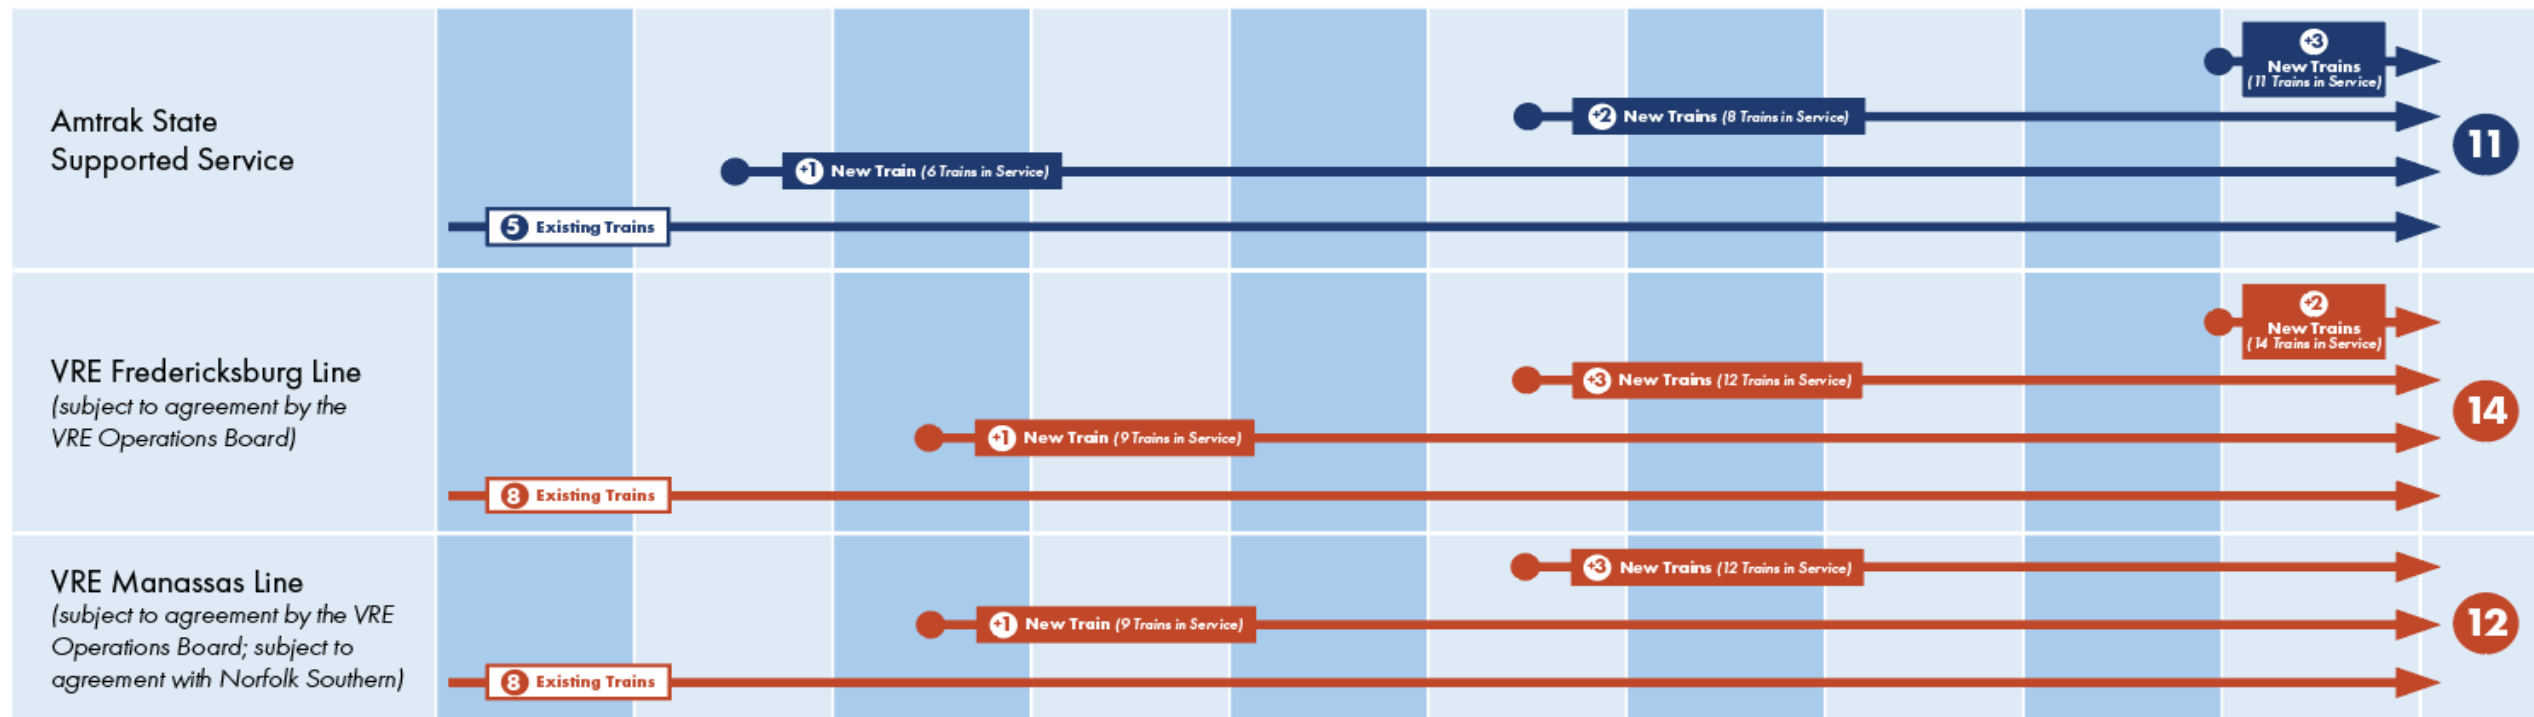 Amtrak State
Supported Service
+3
New Trains
(11 Trains in Service)
+2 New Trains (8 Trains in Service)
+1 New Train (6 Trains in Service)
5 Existing Trains
11
VRE Fredericksburg Line
(subject to agreement by the
VRE Operations Board)
+2
New Trains
(14 Trains in Service)
+3 New Trains (12 Trains in Service)
+1 New Train (9 Trains in Service)
8 Existing Trains
14
VRE Manassas Line
(subject to agreement by the VRE
Operations Board; subject to
agreement with Norfolk Southern)
+3 New Trains (12 Trains in Service)
+1 New Train (9 Trains in Service)
8 Existing Trains
12